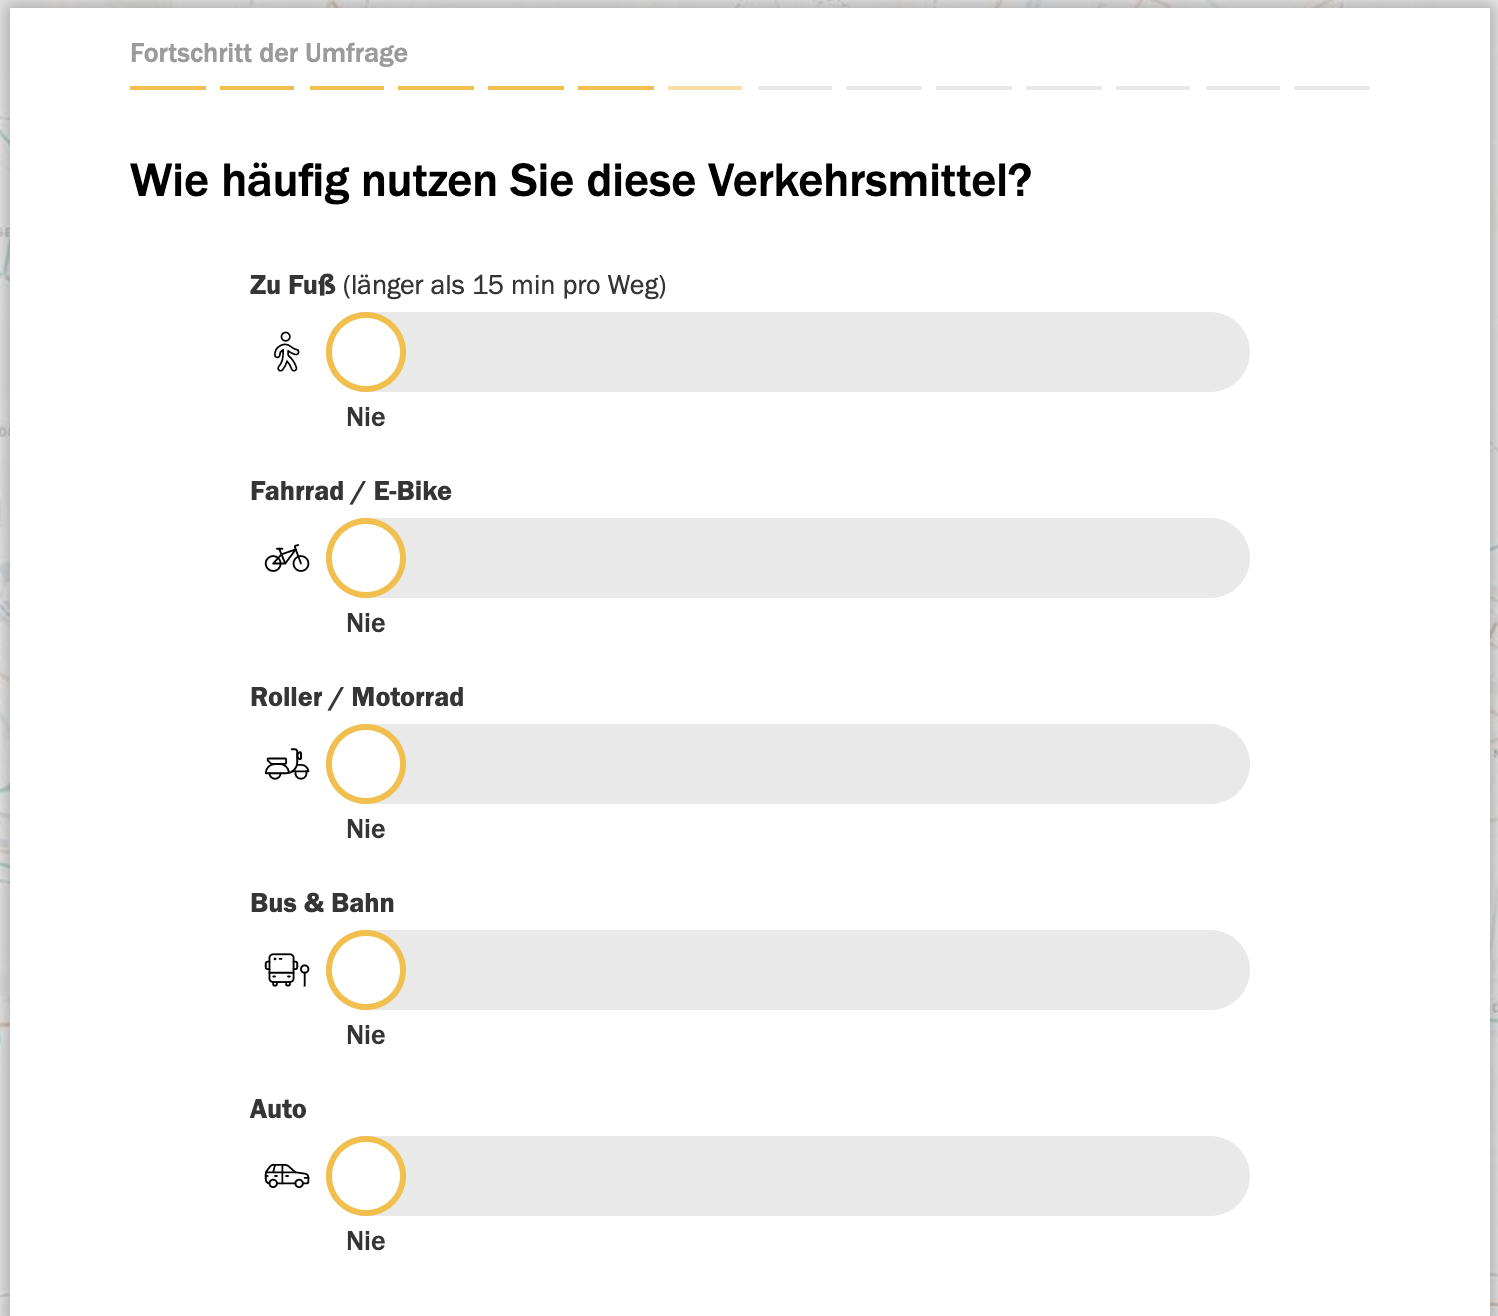 Fortschritt der Umfrage
Wie häufig nutzen Sie diese Verkehrsmittel?
Zu Fuß (länger als 15 min pro Weg)
Nie
Fahrrad / E-Bike
Nie
Roller / Motorrad
Nie
Bus & Bahn
Nie
Auto
Nie